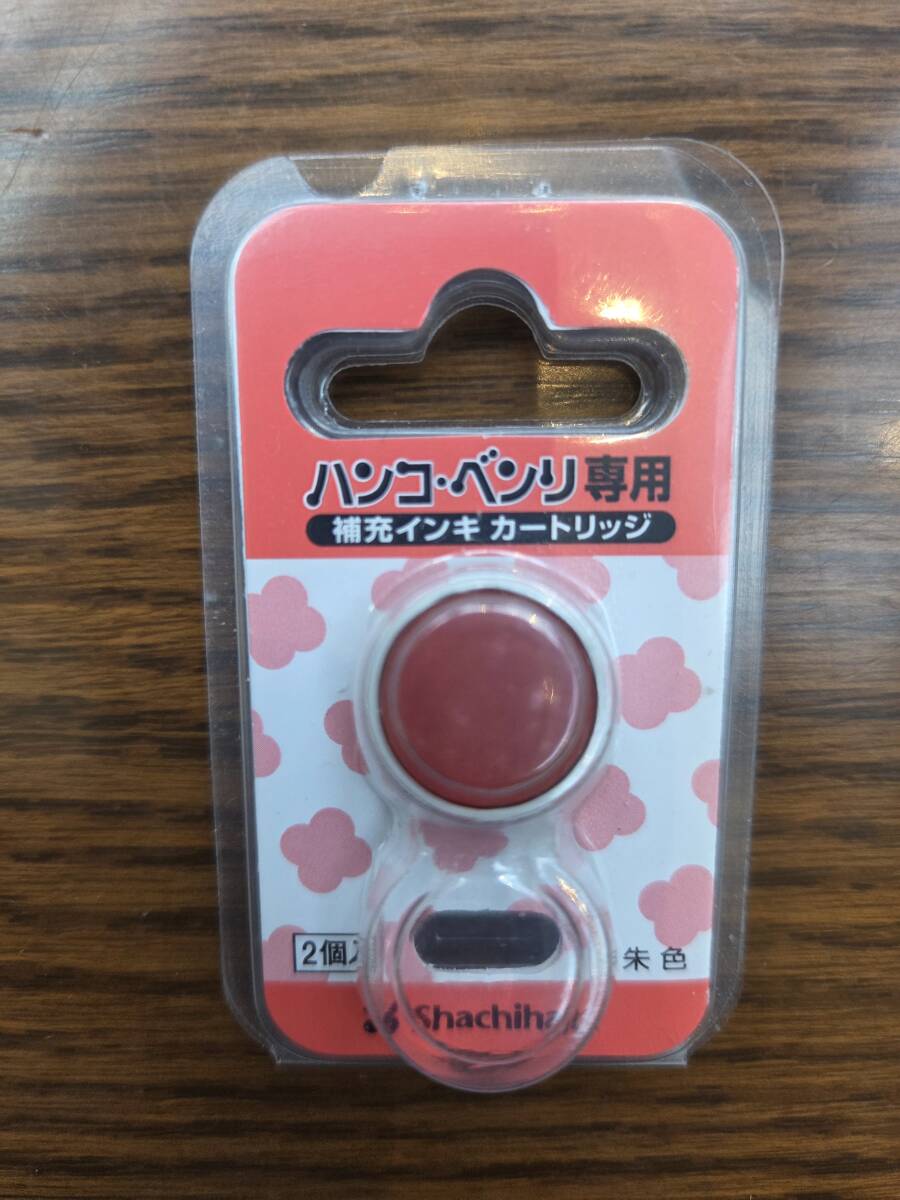 ハンコ・ベンリ専用
補充インキ カートリッジ
2個入
朱色
Shachihata